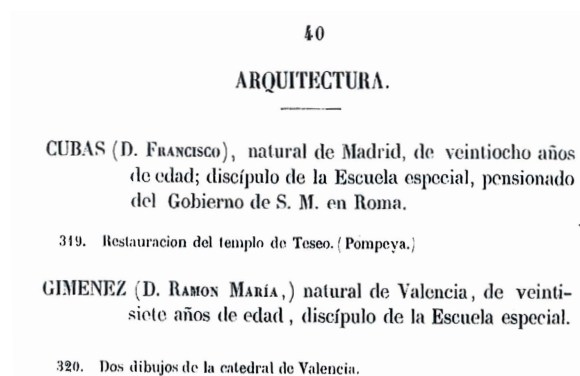 40
ARQUITECTURA.
CUBAS (D. FRANCISCO), natural de Madrid, de veintiocho años
de edad; discípulo de la Escuela especial, pensionado
del Gobierno de S. M. en Roma.
319. Restauracion del templo de Teseo. (Pompeya.)
GIMENEZ (D. RAMON MARÍA,) natural de Valencia, de veinti-
siete años de edad, discípulo de la Escuela especial.
320. Dos dibujos de la catedral de Valencia.